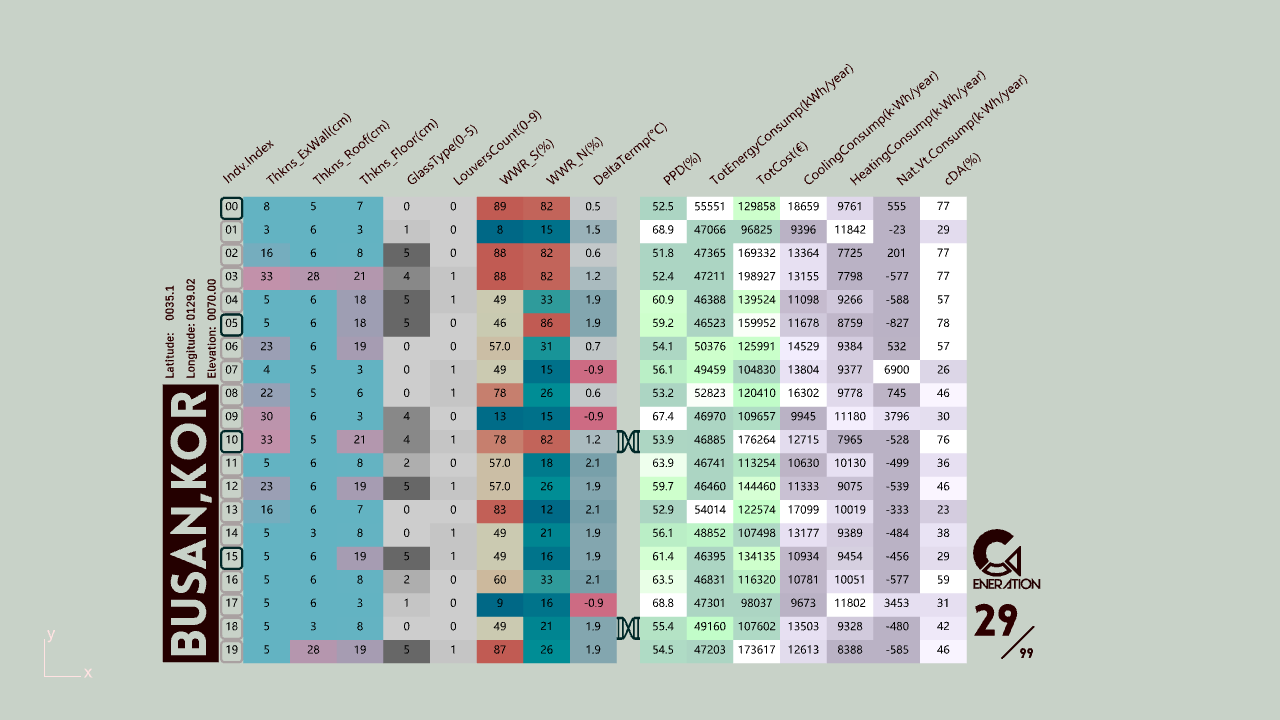 Indv.Index Thkns_ExWall(cm) Thkns_Roof(cm) Thkns_Floor(cm) GlassType(0-5) LouversCount(0-9) WWR_S(%) WWR_N(%) DeltaTermp(°C) PPD(%) TotEnergyConsump(kWh/year) TotCost(€) CoolingConsump(k·Wh/year) HeatingConsump(k·Wh/year) Nat.Vt.Consump(k·Wh/year) cDA(%)
00 8 5 7 0 0 89 82 0.5 52.5 55551 129858 18659 9761 555 77
01 3 6 3 1 0 8 15 1.5 68.9 47066 96825 9396 11842 -23 29
02 16 6 8 5 0 88 82 0.6 51.8 47365 169332 13364 7725 201 77
03 33 28 21 4 1 88 82 1.2 52.4 47211 198927 13155 7798 -577 77
04 5 6 18 5 1 49 33 1.9 60.9 46388 139524 11098 9266 -588 57
05 5 6 18 5 0 46 86 1.9 59.2 46523 159952 11678 8759 -827 78
06 23 6 19 0 0 57.0 31 0.7 54.1 50376 125991 14529 9384 532 57
07 4 5 3 0 1 49 15 -0.9 56.1 49459 104830 13804 9377 6900 26
08 22 5 6 0 0 78 26 0.6 53.2 52823 120410 16302 9778 745 46
09 30 6 3 4 0 13 15 -0.9 67.4 46970 109657 9945 11180 3796 30
10 33 5 21 4 1 78 82 1.2 53.9 46885 176264 12715 7965 -528 76
11 5 6 8 2 0 57.0 18 2.1 63.9 46741 113254 10630 10130 -499 36
12 23 6 19 5 1 57.0 26 1.9 59.7 46460 144460 11333 9075 -539 46
13 16 6 7 0 0 83 12 2.1 52.9 54014 122574 17099 10019 -333 23
14 5 3 8 0 1 49 21 1.9 56.1 48852 107498 13177 9389 -484 38
15 5 6 19 5 1 49 16 1.9 61.4 46395 134135 10934 9454 -456 29
16 5 6 8 2 0 60 33 2.1 63.5 46831 116320 10781 10051 -577 59
17 5 6 3 1 0 9 16 -0.9 68.8 47301 98037 9673 11802 3453 31
18 5 3 8 0 0 49 21 1.9 55.4 49160 107602 13503 9328 -480 42
19 5 28 19 5 1 87 26 1.9 54.5 47203 173617 12613 8388 -585 46
Latitude: 0035.1
Longitude: 0129.02
Elevation: 0070.00
BUSAN,KOR
ENERATION
29/99
y
x